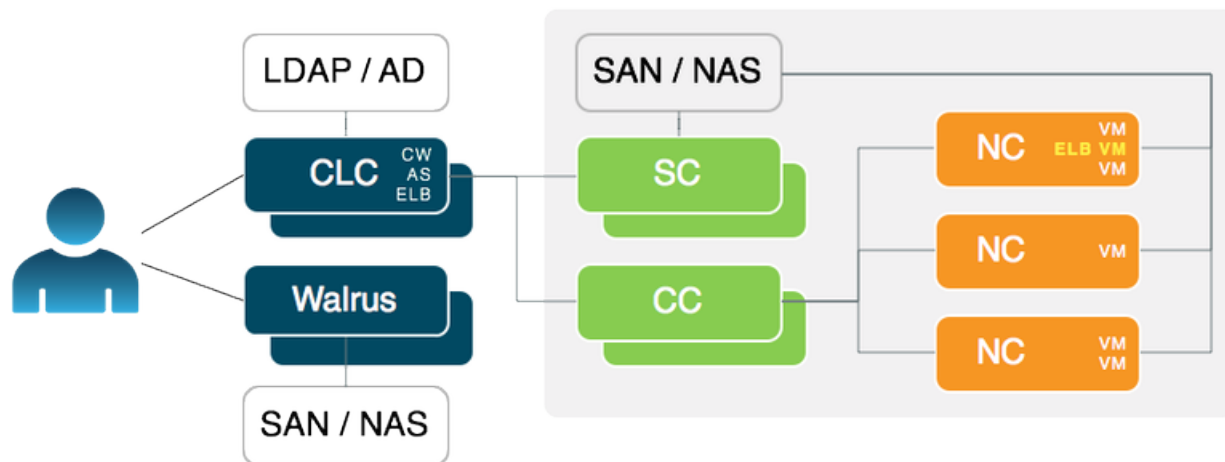 LDAP / AD
CLC
CW
AS
ELB
Walrus
SAN / NAS
SAN / NAS
SC
CC
NC
VM
ELB VM
VM
NC
VM
NC
VM
VM